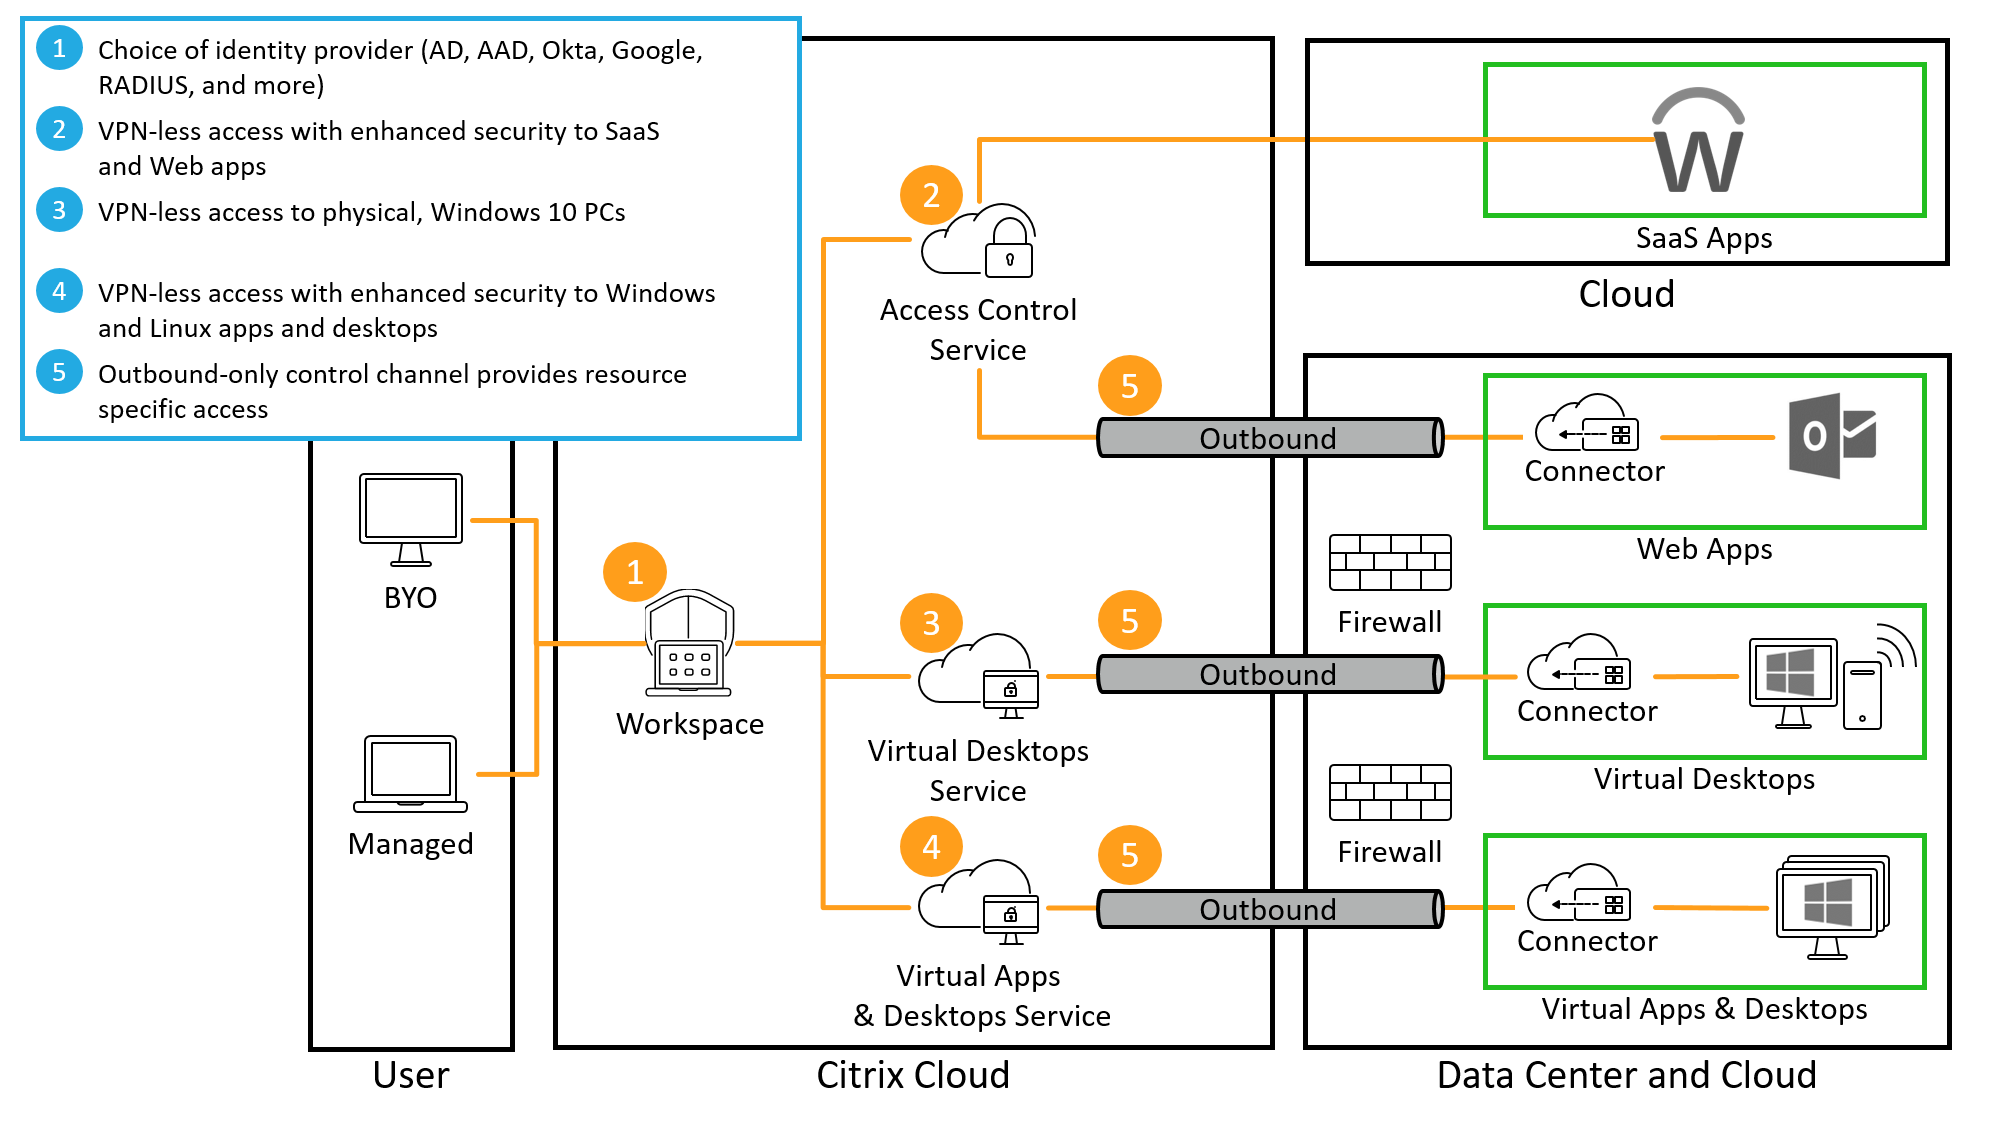 1 Choice of identity provider (AD, AAD, Okta, Google,
RADIUS, and more)
2 VPN-less access with enhanced security to SaaS
and Web apps
3 VPN-less access to physical, Windows 10 PCs
4 VPN-less access with enhanced security to Windows
and Linux apps and desktops
5 Outbound-only control channel provides resource
specific access
BYO
Managed
User
1
Workspace
2
Access Control
Service
3
Virtual Desktops
Service
4
Virtual Apps
& Desktops Service
5
Outbound
5
Outbound
5
Outbound
Citrix Cloud
W
SaaS Apps
Cloud
Connector
O
Web Apps
Firewall
Connector
Virtual Desktops
Firewall
Connector
Virtual Apps & Desktops
Data Center and Cloud